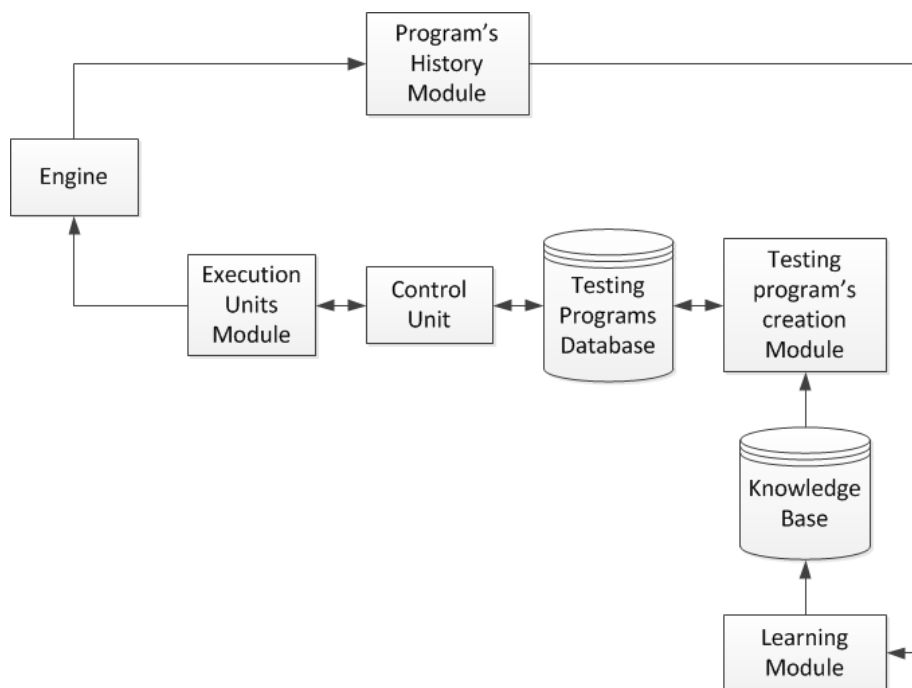 Program's
History
Module
Engine
Execution
Units
Module
Control
Unit
Testing
Programs
Database
Testing
program's
creation
Module
Knowledge
Base
Learning
Module